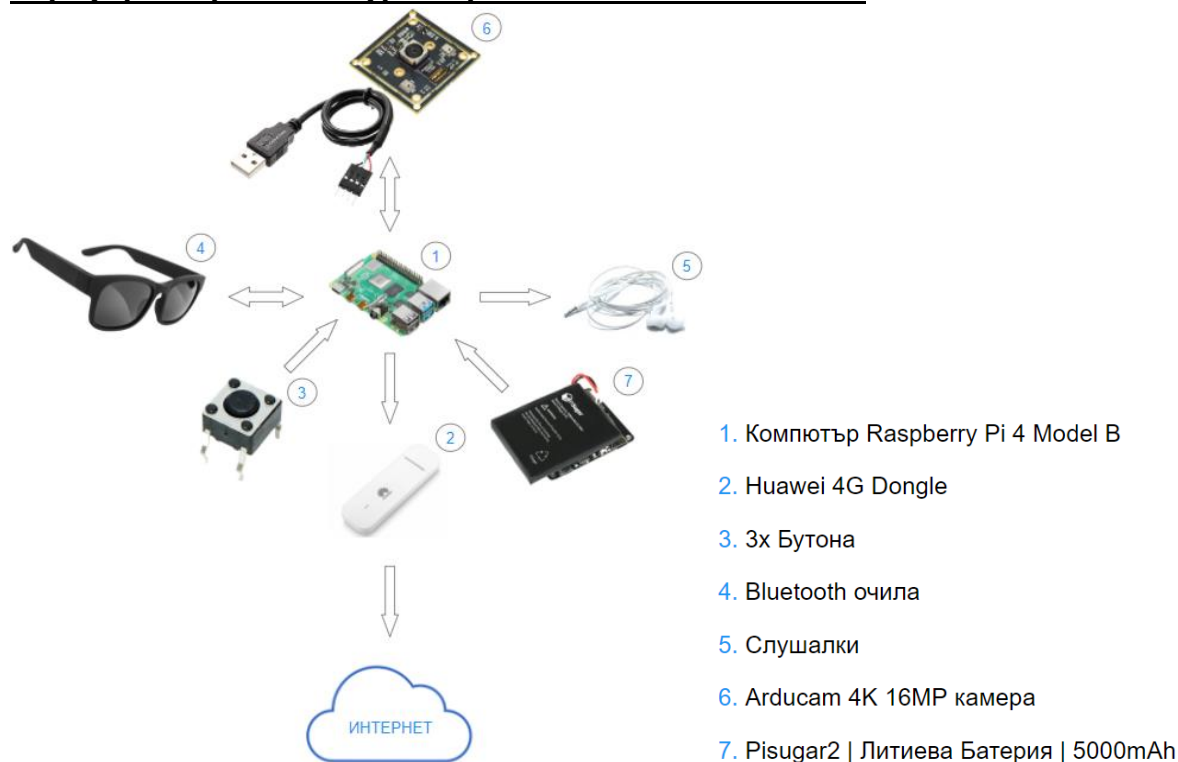 6
4
1
5
3
7
2
ИНТЕРНЕТ
1. Компютър Raspberry Pi 4 Model B
2. Huawei 4G Dongle
3. 3x Бутона
4. Bluetooth очила
5. Слушалки
6. Arducam 4K 16MP камера
7. Pisugar2 | Литиева Батерия | 5000mAh